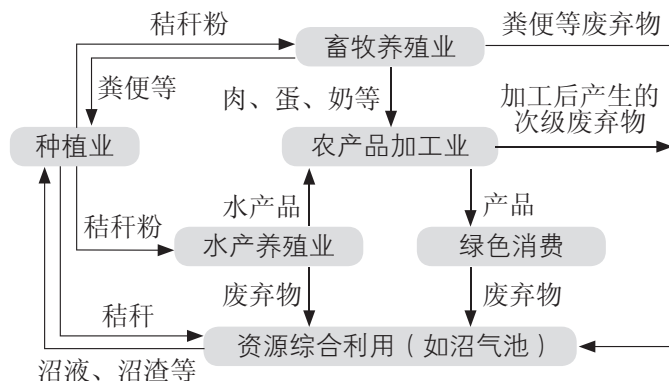 秸秆粉
畜牧养殖业
粪便等废弃物
粪便等
肉、蛋、奶等
加工后产生的
次级废弃物
种植业
农产品加工业
水产品
产品
秸秆粉
水产养殖业
绿色消费
废弃物
废弃物
秸秆
资源综合利用（如沼气池）
沼液、沼渣等